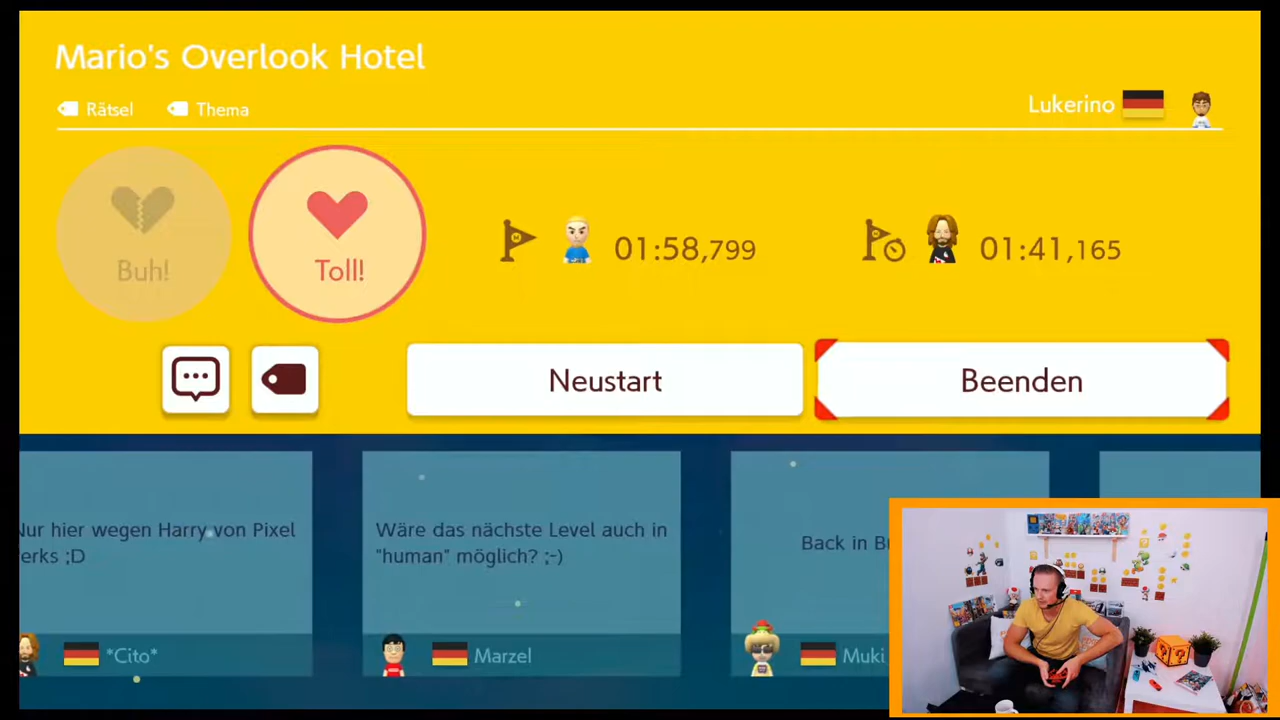 Mario's Overlook Hotel
Rätsel Thema
Lukerino
Buh!
Toll!
01:58,799
01:41,165
Neustart
Beenden
Nur hier wegen Harry von Pixel
erks ;D
*Cito*
Wäre das nächste Level auch in
"human" möglich? ;-)
Marzel
Back in
Muki